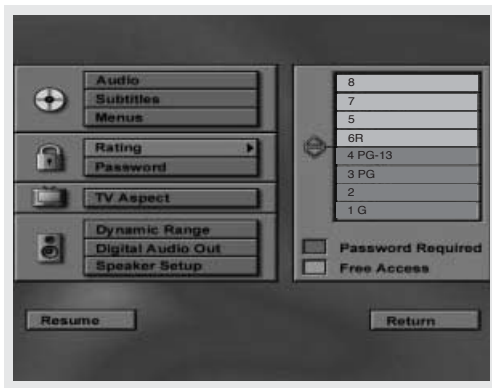 Audio
Subtitles
Menus
Rating
Password
TV Aspect
Dynamic Range
Digital Audio Out
Speaker Setup
8
7
5
6R
4 PG-13
3 PG
2
1 G
Password Required
Free Access
Resume
Return